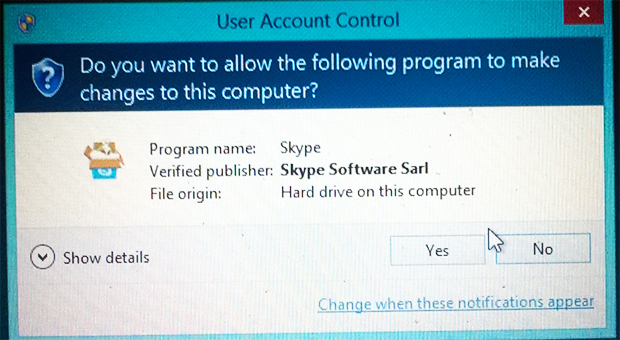 User Account Control
Do you want to allow the following program to make
changes to this computer?
Program name: Skype
Verified publisher: Skype Software Sarl
File origin: Hard drive on this computer
Show details
Yes No
Change when these notifications appear